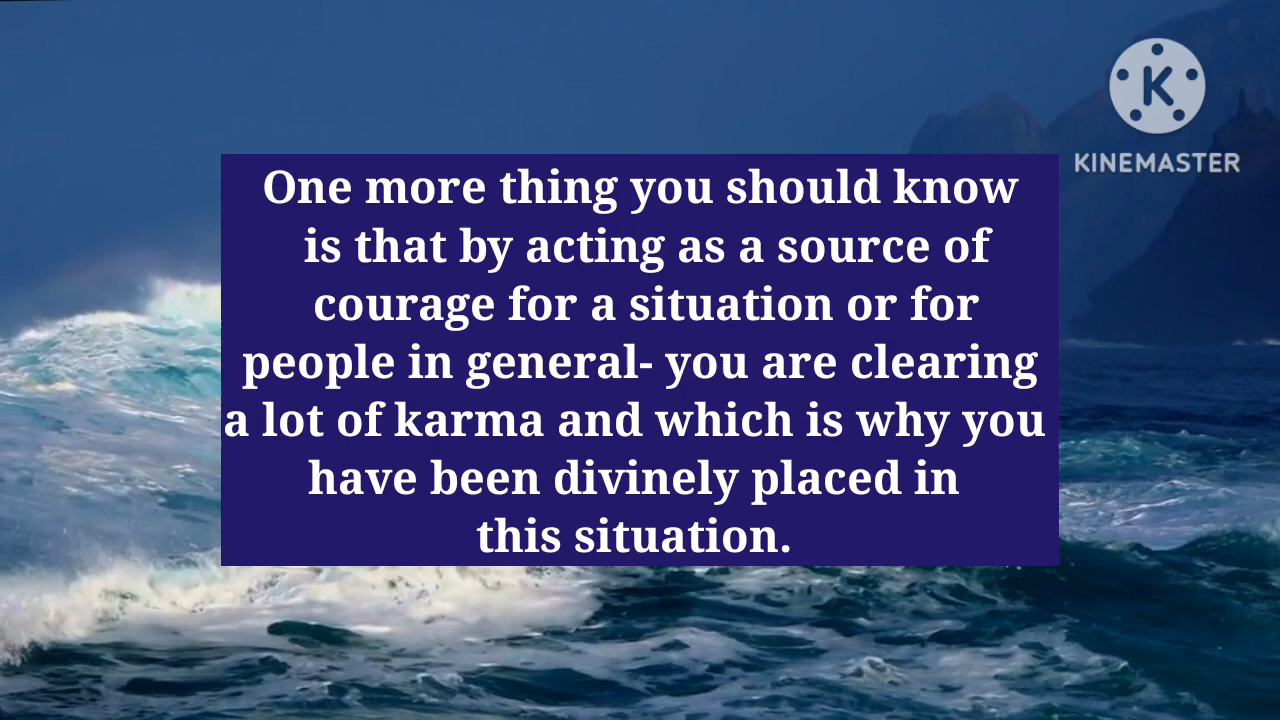 KINEMASTER
One more thing you should know
is that by acting as a source of
courage for a situation or for
people in general- you are clearing
a lot of karma and which is why you
have been divinely placed in
this situation.